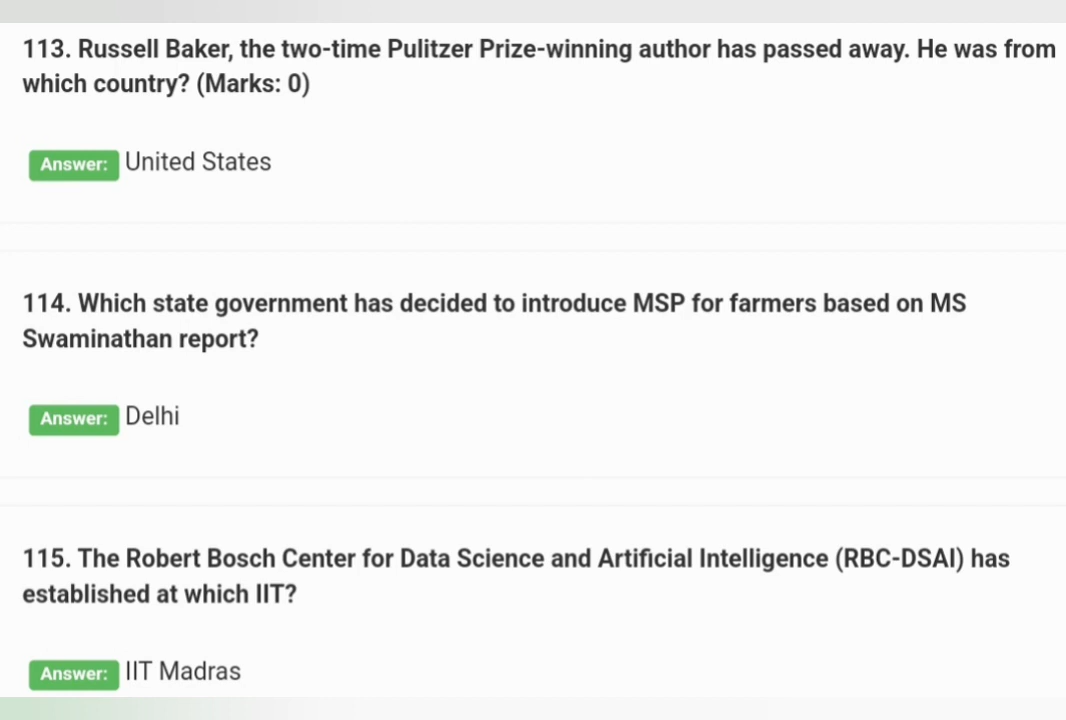 113. Russell Baker, the two-time Pulitzer Prize-winning author has passed away. He was from
which country? (Marks: 0)
Answer: United States
114. Which state government has decided to introduce MSP for farmers based on MS
Swaminathan report?
Answer: Delhi
115. The Robert Bosch Center for Data Science and Artificial Intelligence (RBC-DSAI) has
established at which IIT?
Answer: IIT Madras